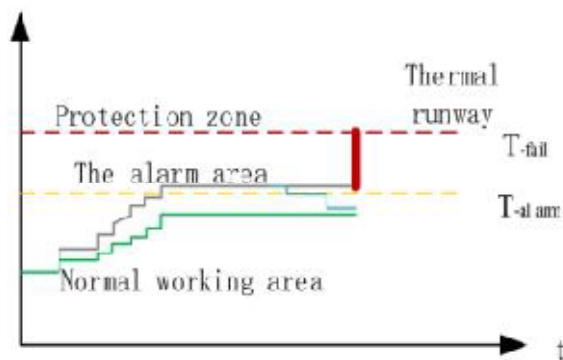 Thermal
runway
Protection zone
T-fail
The alarm area
T-alarm
Normal working area
t